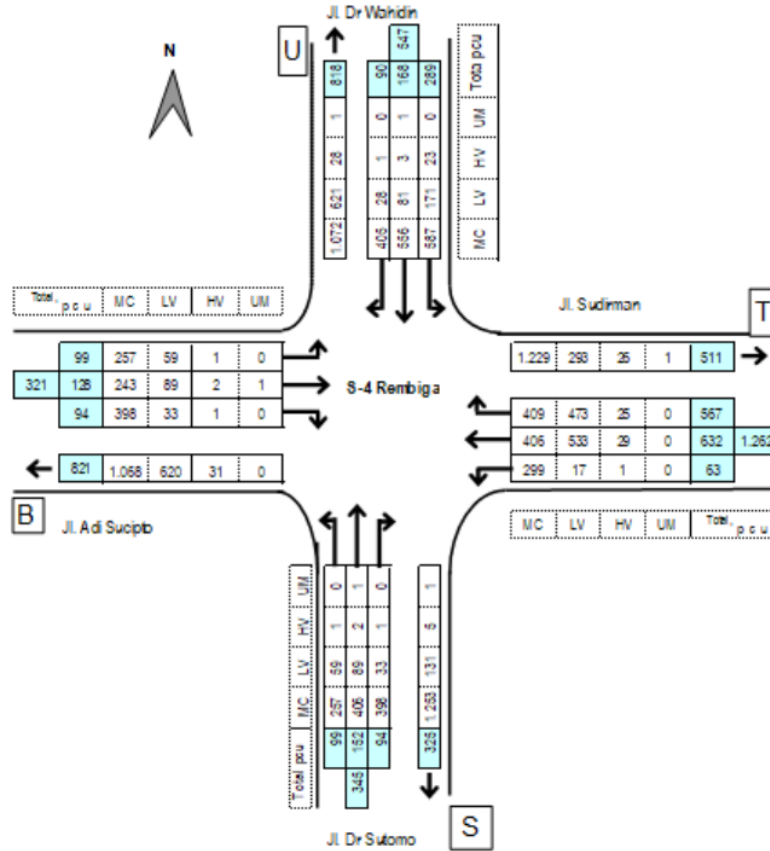 Jl. Dr Wahidin
U
N
547
818 90 168 289 Tota pcu
1 0 1 0 UM
28 1 3 23 HV
621 28 81 171 LV
1.072 405 556 587 MC
Total, p c u MC LV HV UM
Jl. Sudirman
T
99 257 59 1 0
321 128 243 89 2 1
94 398 33 1 0
821 1.068 620 31 0
S-4 Rembiga
1.229 293 25 1 511
409 473 25 0 567
406 533 29 0 632 1.262
299 17 1 0 63
B
Jl. Adi Sucipto
MC LV HV UM Total, p c u
UM 0 1 0 1
HV 1 2 1 5
LV 59 89 33 131
MC 257 406 398 1.253
Total pcu 99 152 94 325
345
S
Jl. Dr Sutomo